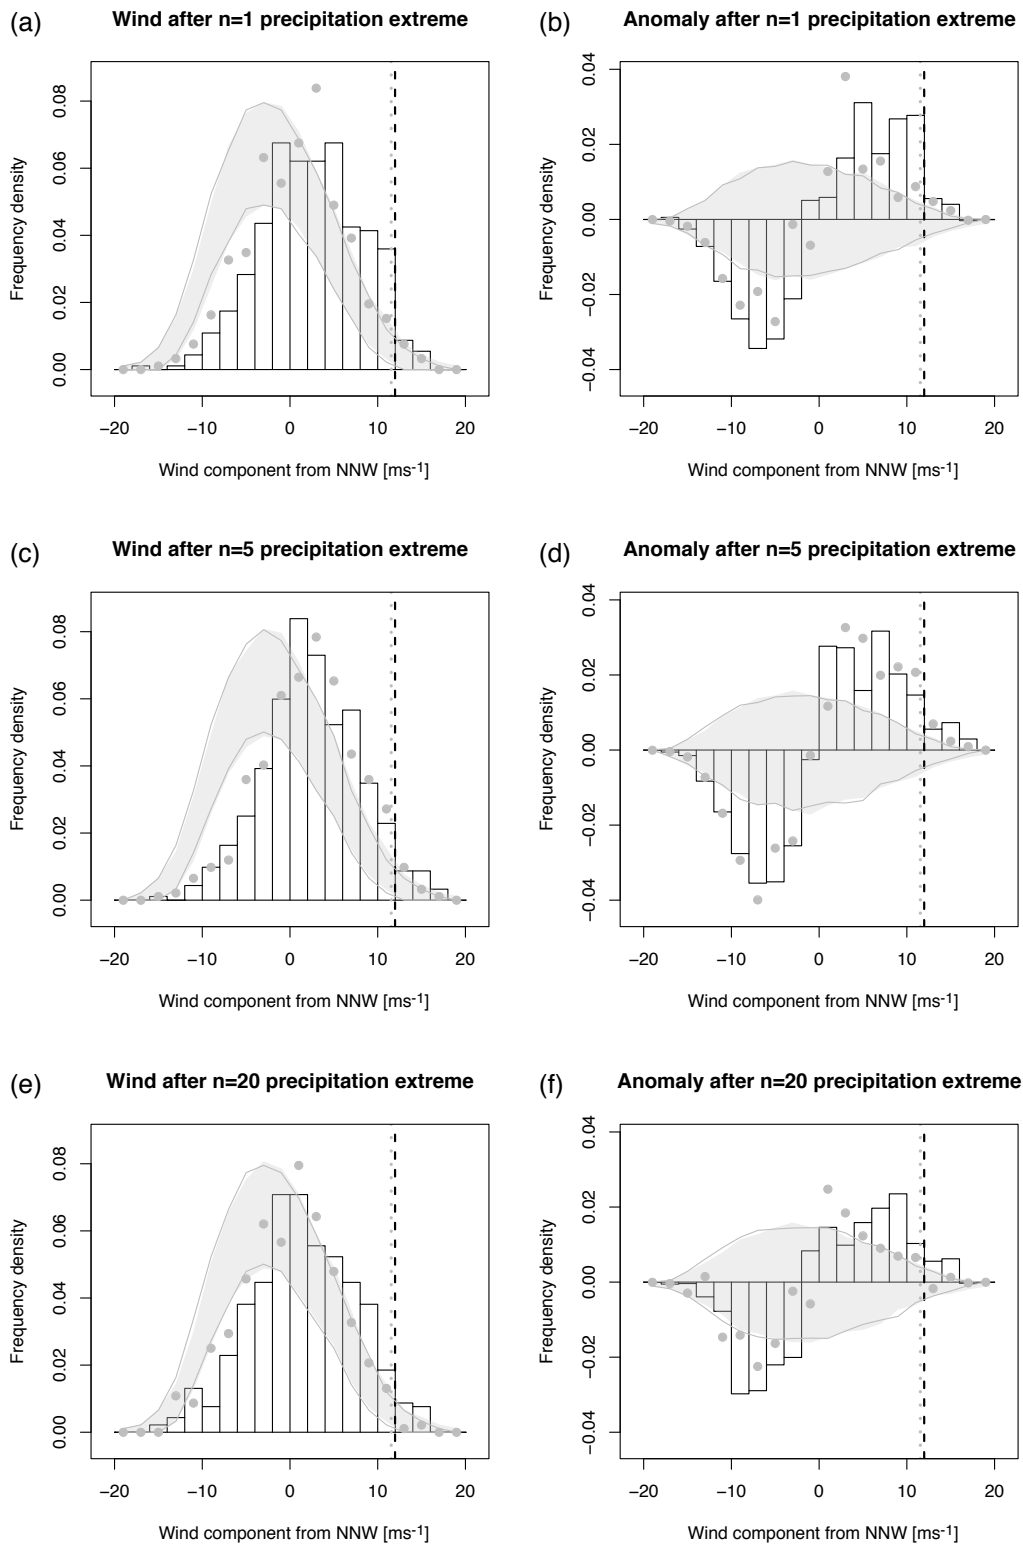 (a) Wind after n=1 precipitation extreme
Frequency density
0.00 0.02 0.04 0.06 0.08
−20 −10 0 10 20
Wind component from NNW [ms-1]
(b) Anomaly after n=1 precipitation extreme
Frequency density
−0.04 −0.02 0.00 0.02 0.04
−20 −10 0 10 20
Wind component from NNW [ms-1]
(c) Wind after n=5 precipitation extreme
Frequency density
0.00 0.02 0.04 0.06 0.08
−20 −10 0 10 20
Wind component from NNW [ms-1]
(d) Anomaly after n=5 precipitation extreme
Frequency density
−0.04 −0.02 0.00 0.02 0.04
−20 −10 0 10 20
Wind component from NNW [ms-1]
(e) Wind after n=20 precipitation extreme
Frequency density
0.00 0.02 0.04 0.06 0.08
−20 −10 0 10 20
Wind component from NNW [ms-1]
(f) Anomaly after n=20 precipitation extreme
Frequency density
−0.04 −0.02 0.00 0.02 0.04
−20 −10 0 10 20
Wind component from NNW [ms-1]